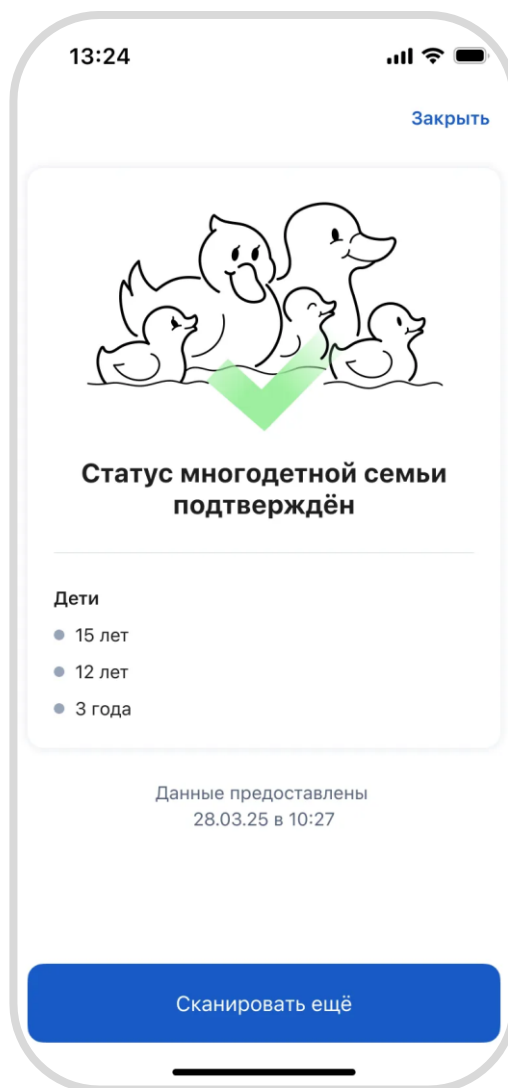 13:24
Закрыть
Статус многодетной семьи
подтверждён
Дети
15 лет
12 лет
3 года
Данные предоставлены
28.03.25 в 10:27
Сканировать ещё